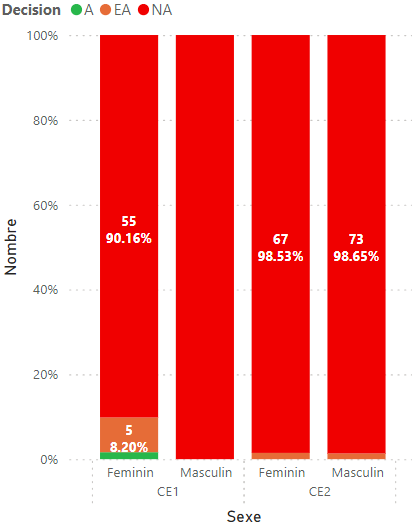 Decision A EA NA
100%
80%
60%
40%
20%
0%
Nombre
55
90.16%
5
8.20%
67
98.53%
73
98.65%
Feminin Masculin Feminin Masculin
CE1 CE2
Sexe